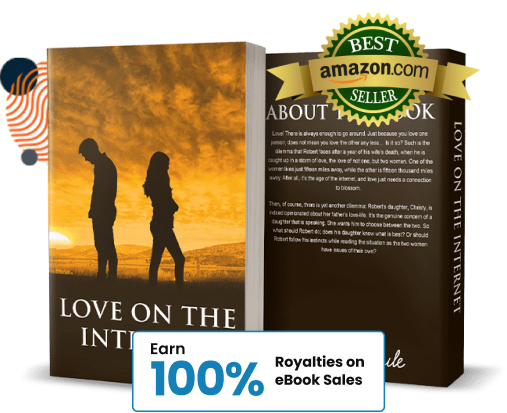 LOVE ON THE
BEST
amazon.com
SELLER
ABOUT
Love! There is always enough to go around. Just because you love one
person, does not mean you love the other any less.... Is it so? Such is the
dilemma that Robert faces after a year of his wife's death, when he is
caught up in a storm of love, the love of not one, but two women. One of the
women lives just fifteen miles away, while the other is fifteen thousand miles
away. After all, it's the age of the internet, and love just needs a connection
to blossom.
Then, of course, there is yet another dilemma: Robert's daughter, Christy, is
indeed opinionated about her father's love-life. It's the genuine concern of a
daughter that is speaking. She wants him to choose between the two. So
what should Robert do; does his daughter know what is best? Or should
Robert follow his instincts while reading the situation as the two women
have issues of their own?
LOVE ON THE INTERNET
Earn
100%
Royalties on
eBook Sales